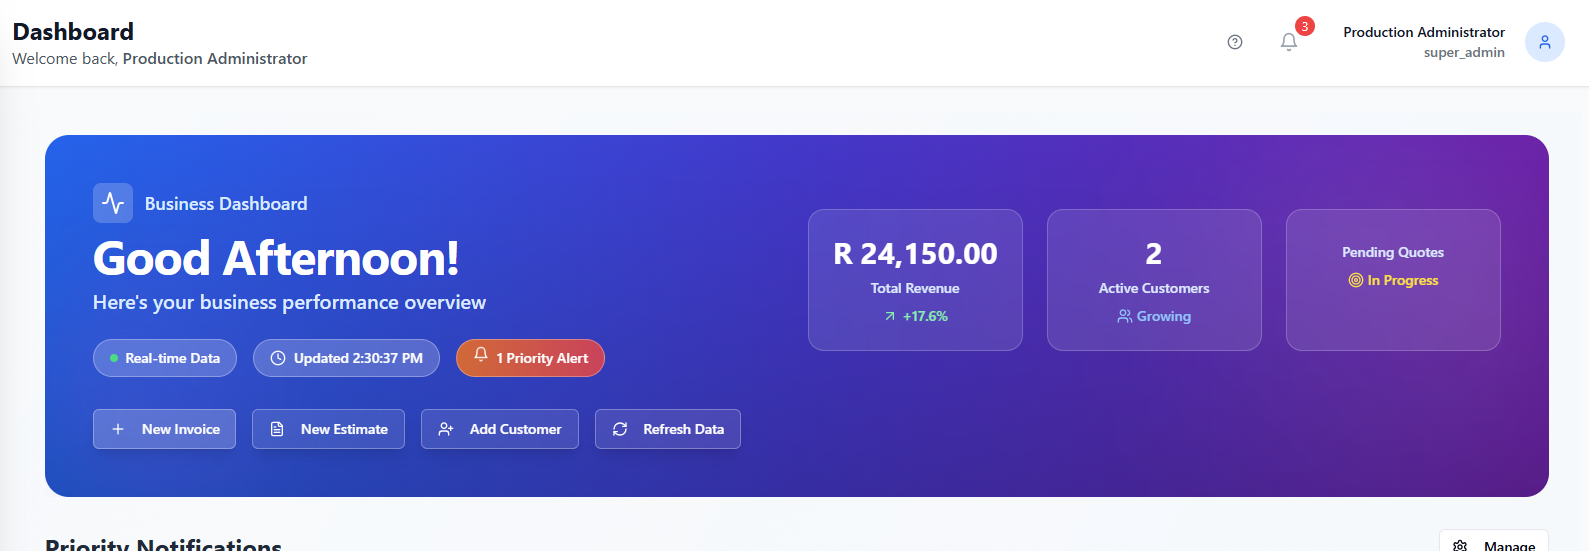 Dashboard
Welcome back, Production Administrator
3
Production Administrator
super_admin
Business Dashboard
Good Afternoon!
Here's your business performance overview
Real-time Data
Updated 2:30:37 PM
1 Priority Alert
New Invoice
New Estimate
Add Customer
Refresh Data
R 24,150.00
Total Revenue
+17.6%
2
Active Customers
Growing
Pending Quotes
In Progress
Priority Notifications
Manage